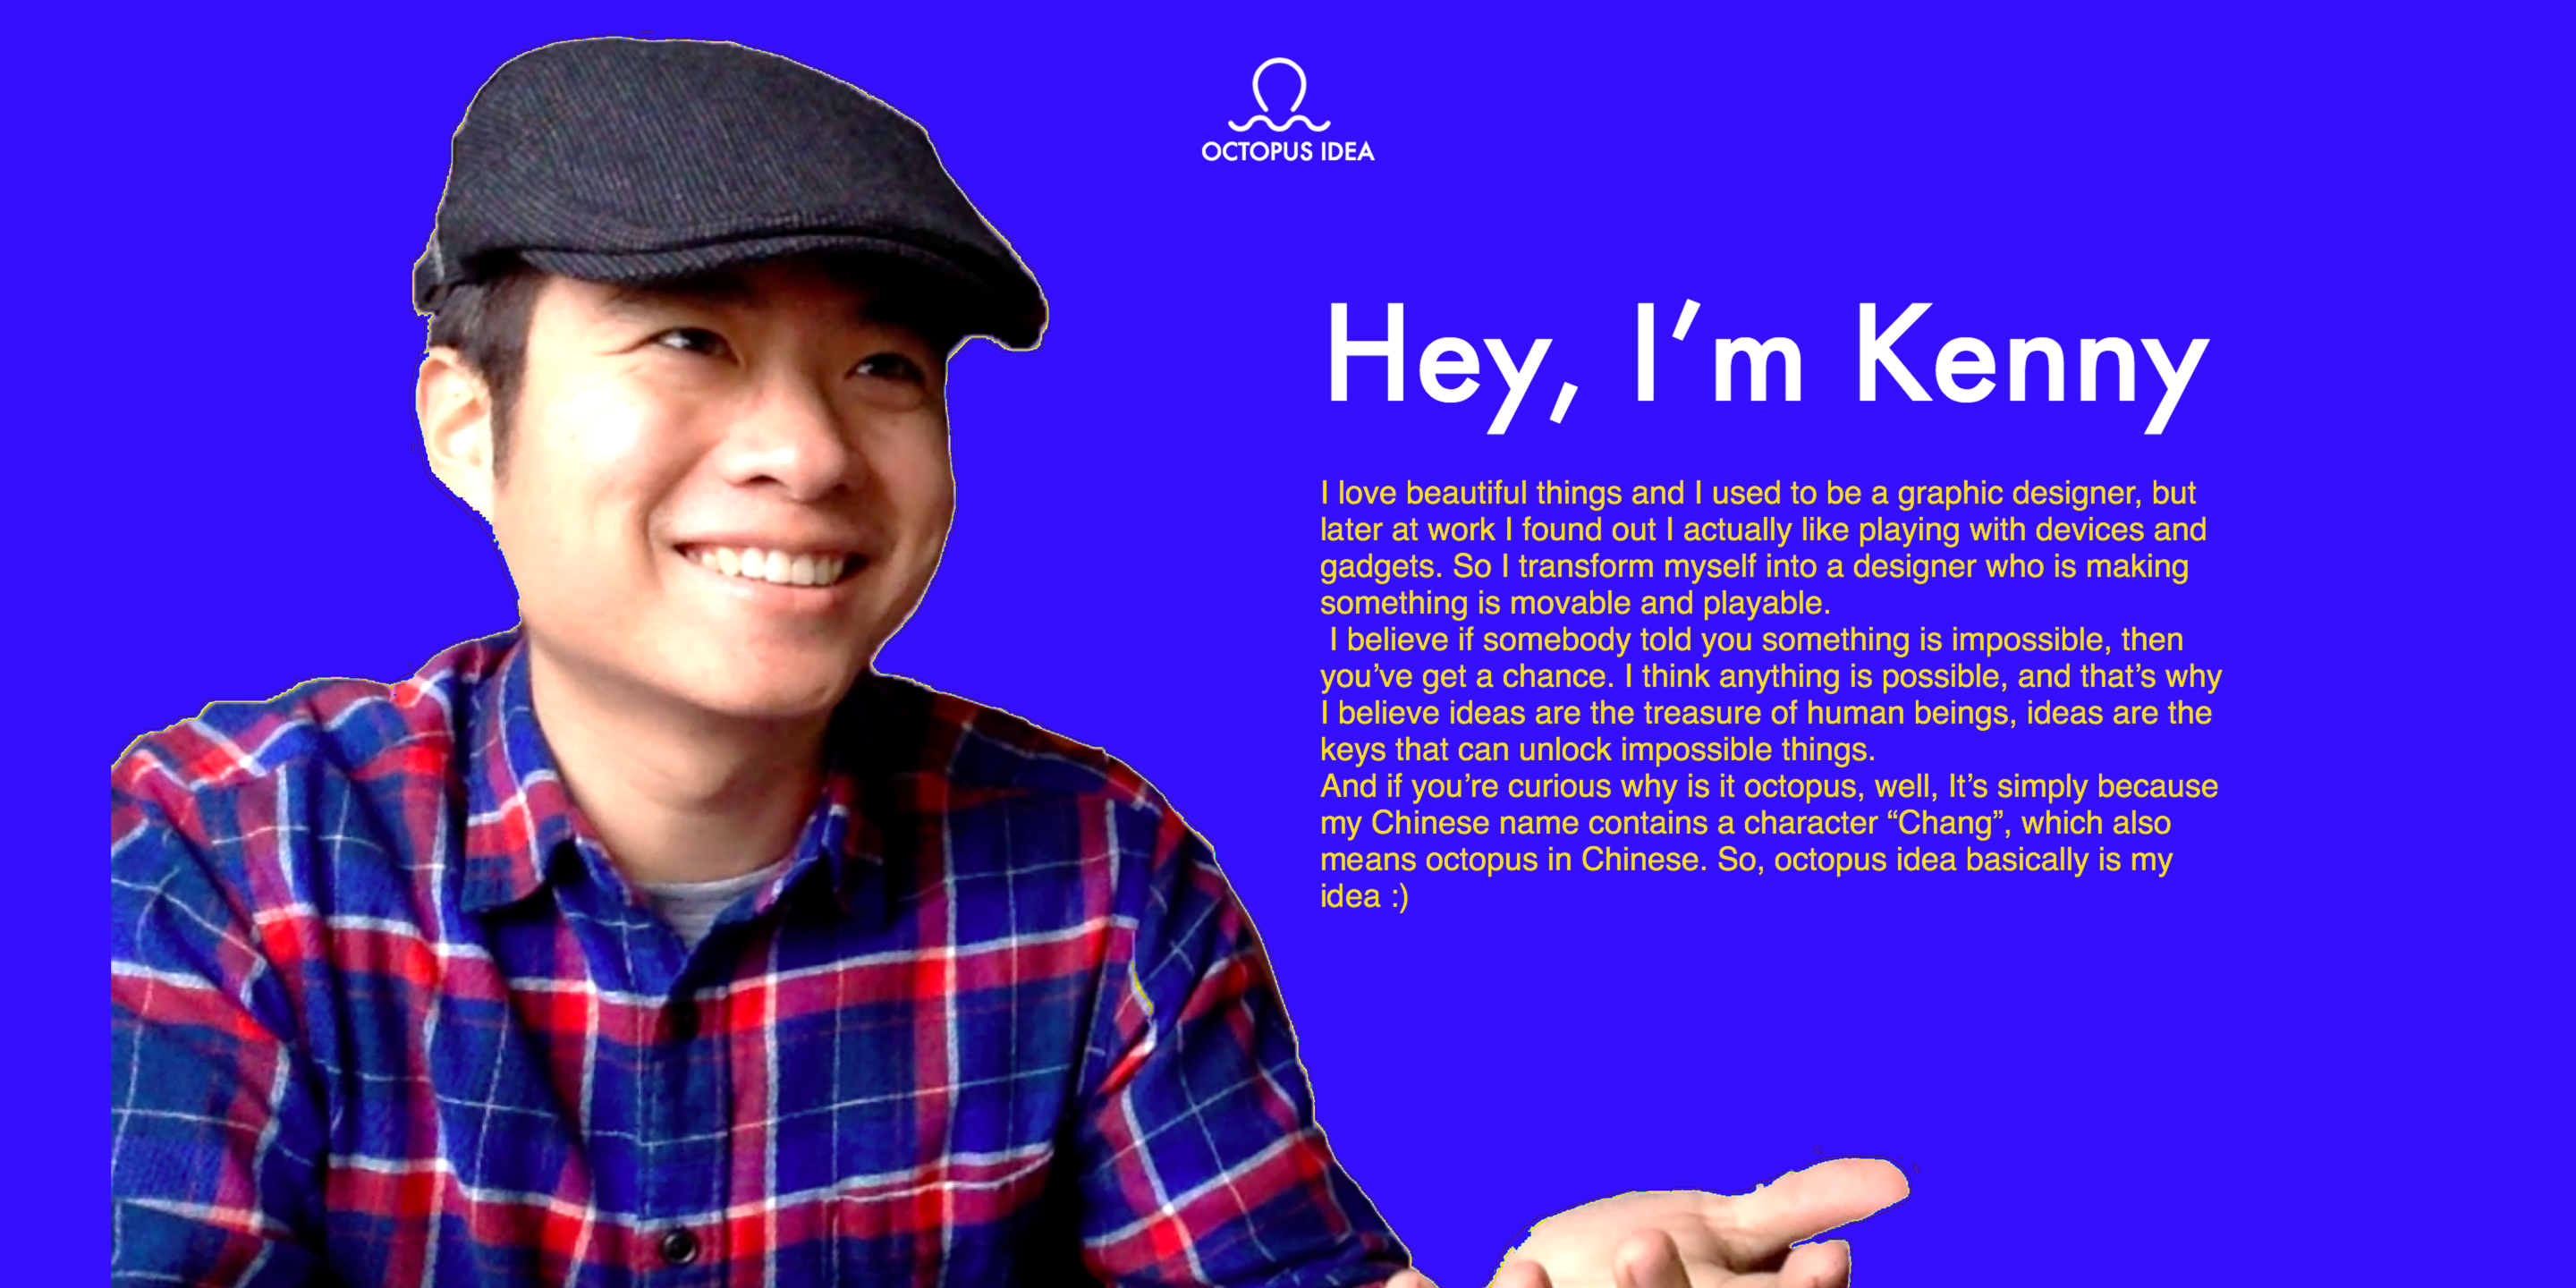 OCTOPUS IDEA
Hey, I’m Kenny
I love beautiful things and I used to be a graphic designer, but
later at work I found out I actually like playing with devices and
gadgets. So I transform myself into a designer who is making
something is movable and playable.
I believe if somebody told you something is impossible, then
you’ve get a chance. I think anything is possible, and that’s why
I believe ideas are the treasure of human beings, ideas are the
keys that can unlock impossible things.
And if you’re curious why is it octopus, well, It’s simply because
my Chinese name contains a character “Chang”, which also
means octopus in Chinese. So, octopus idea basically is my
idea :)